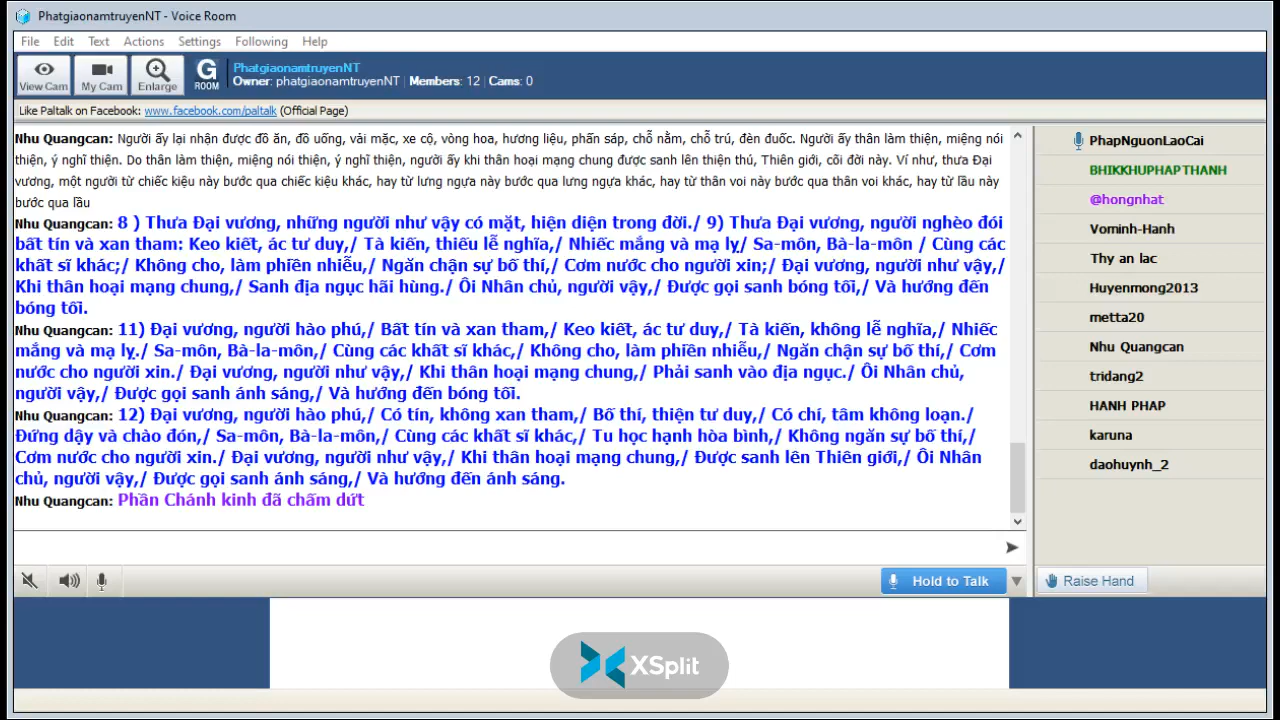 PhatgiaonamtruyenNT - Voice Room
File Edit Text Actions Settings Following Help
View Cam My Cam Enlarge G ROOM
PhatgiaonamtruyenNT
Owner: phatgiaonamtruyenNT | Members: 12 | Cams: 0
Like Paltalk on Facebook: www.facebook.com/paltalk (Official Page)
Nhu Quangcan: Người ấy lại nhận được đồ ăn, đồ uống, vải mặc, xe cộ, vòng hoa, hương liệu, phấn sáp, chỗ nằm, chỗ trú, đèn đuốc. Người ấy thân làm thiện, miệng nói
thiện, ý nghĩ thiện. Do thân làm thiện, miệng nói thiện, ý nghĩ thiện, người ấy khi thân hoại mạng chung được sanh lên thiện thú, Thiên giới, cõi đời này. Ví như, thưa Đại
vương, một người từ chiếc kiệu này bước qua chiếc kiệu khác, hay từ lưng ngựa này bước qua lưng ngựa khác, hay từ thân voi này bước qua thân voi khác, hay từ lầu này
bước qua lầu
Nhu Quangcan: 8 ) Thưa Đại vương, những người như vậy có mặt, hiện diện trong đời./ 9) Thưa Đại vương, người nghèo đói
bất tín và xan tham: Keo kiết, ác tư duy,/ Tà kiến, thiếu lễ nghĩa,/ Nhiếc mắng và mạ lỵ/ Sa-môn, Bà-la-môn / Cùng các
khất sĩ khác;/ Không cho, làm phiền nhiễu,/ Ngăn chận sự bố thí,/ Cơm nước cho người xin;/ Đại vương, người như vậy,/
Khi thân hoại mạng chung,/ Sanh địa ngục hãi hùng./ Ôi Nhân chủ, người vậy,/ Được gọi sanh bóng tối,/ Và hướng đến
bóng tối.
Nhu Quangcan: 11) Đại vương, người hào phú,/ Bất tín và xan tham,/ Keo kiết, ác tư duy,/ Tà kiến, không lễ nghĩa,/ Nhiếc
mắng và mạ lỵ./ Sa-môn, Bà-la-môn,/ Cùng các khất sĩ khác,/ Không cho, làm phiền nhiễu,/ Ngăn chận sự bố thí,/ Cơm
nước cho người xin./ Đại vương, người như vậy,/ Khi thân hoại mạng chung,/ Phải sanh vào địa ngục./ Ôi Nhân chủ,
người vậy,/ Được gọi sanh ánh sáng,/ Và hướng đến bóng tối.
Nhu Quangcan: 12) Đại vương, người hào phú,/ Có tín, không xan tham,/ Bố thí, thiện tư duy,/ Có chí, tâm không loạn./
Đứng dậy và chào đón,/ Sa-môn, Bà-la-môn,/ Cùng các khất sĩ khác,/ Tu học hạnh hòa bình,/ Không ngăn sự bố thí,/
Cơm nước cho người xin./ Đại vương, người như vậy,/ Khi thân hoại mạng chung,/ Được sanh lên Thiên giới,/ Ôi Nhân
chủ, người vậy,/ Được gọi sanh ánh sáng,/ Và hướng đến ánh sáng.
Nhu Quangcan: Phần Chánh kinh đã chấm dứt
PhapNguonLaoCai
BHIKKHUPHAPTHANH
@hongnhat
Vominh-Hanh
Thy an lac
Huyenmong2013
metta20
Nhu Quangcan
tridang2
HANH PHAP
karuna
daohuynh_2
Hold to Talk
Raise Hand
XSplit